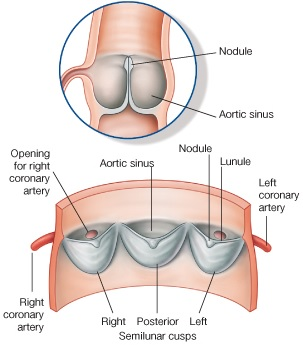 Nodule
Aortic sinus
Opening
for right
coronary
artery
Aortic sinus
Nodule
Lunule
Left
coronary
artery
Right
coronary
artery
Right Posterior Left
Semilunar cusps